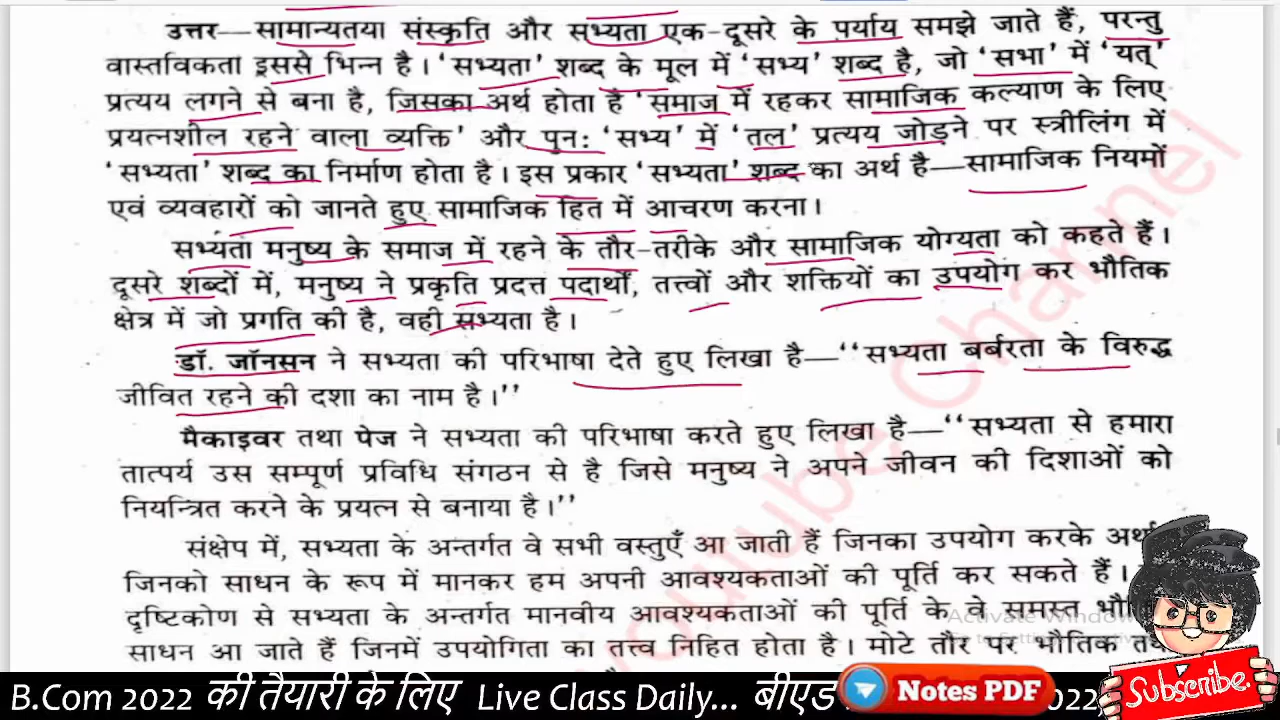 उत्तर—सामान्यतया संस्कृति और सभ्यता एक-दूसरे के पर्याय समझे जाते हैं, परन्तु
वास्तविकता इससे भिन्न है। 'सभ्यता' शब्द के मूल में 'सभ्य' शब्द है, जो 'सभा' में 'यत्'
प्रत्यय लगने से बना है, जिसका अर्थ होता है 'समाज में रहकर सामाजिक कल्याण के लिए
प्रयत्नशील रहने वाला व्यक्ति' और पुन: 'सभ्य' में 'तल' प्रत्यय जोड़ने पर स्त्रीलिंग में
'सभ्यता' शब्द का निर्माण होता है। इस प्रकार 'सभ्यता' शब्द का अर्थ है—सामाजिक नियमों
एवं व्यवहारों को जानते हुए सामाजिक हित में आचरण करना।
सभ्यता मनुष्य के समाज में रहने के तौर-तरीके और सामाजिक योग्यता को कहते हैं।
दूसरे शब्दों में, मनुष्य ने प्रकृति प्रदत्त पदार्थों, तत्त्वों और शक्तियों का उपयोग कर भौतिक
क्षेत्र में जो प्रगति की है, वही सभ्यता है।
डॉ. जॉनसन ने सभ्यता की परिभाषा देते हुए लिखा है—‘‘सभ्यता बर्बरता के विरुद्ध
जीवित रहने की दशा का नाम है।’’
मैकाइवर तथा पेज ने सभ्यता की परिभाषा करते हुए लिखा है—‘‘सभ्यता से हमारा
तात्पर्य उस सम्पूर्ण प्रविधि संगठन से है जिसे मनुष्य ने अपने जीवन की दिशाओं को
नियन्त्रित करने के प्रयत्न से बनाया है।’’
संक्षेप में, सभ्यता के अन्तर्गत वे सभी वस्तुएँ आ जाती हैं जिनका उपयोग करके
जिनको साधन के रूप में मानकर हम अपनी आवश्यकताओं की पूर्ति कर सकते हैं।
दृष्टिकोण से सभ्यता के अन्तर्गत मानवीय आवश्यकताओं की पूर्ति के वे समस्त
साधन आ जाते हैं जिनमें उपयोगिता का तत्त्व निहित होता है। मोटे तौर पर भौतिक
Youtube Channel
Activate Windows
Go to Settings
Subscribe.
B.Com 2022 की तैयारी के लिए Live Class Daily... बीएड
Notes PDF